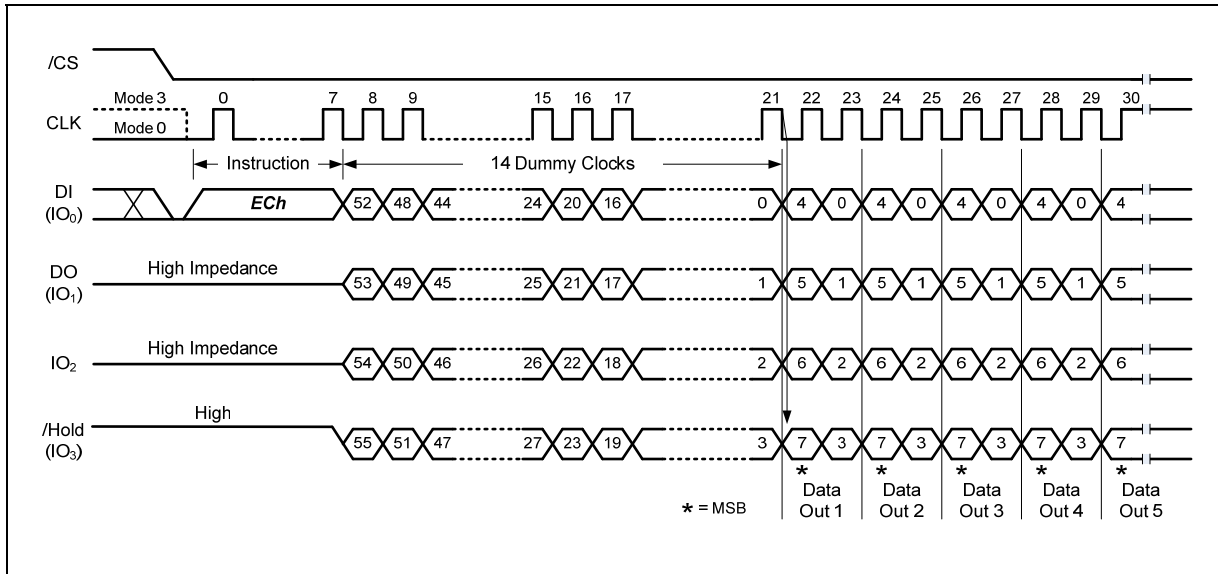 /CS
Mode 3
CLK
Mode 0
0 7 8 9 15 16 17 21 22 23 24 25 26 27 28 29 30
Instruction
14 Dummy Clocks
DI
(IO0)
ECh
52 48 44 24 20 16 0 4 0 4 0 4 0 4 0 4
DO
(IO1)
High Impedance
53 49 45 25 21 17 1 5 1 5 1 5 1 5 1 5
IO2
High Impedance
54 50 46 26 22 18 2 6 2 6 2 6 2 6 2 6
/Hold
(IO3)
High
55 51 47 27 23 19 3 7 3 7 3 7 3 7 3 7
* * * * *
* = MSB
Data
Out 1
Data
Out 2
Data
Out 3
Data
Out 4
Data
Out 5